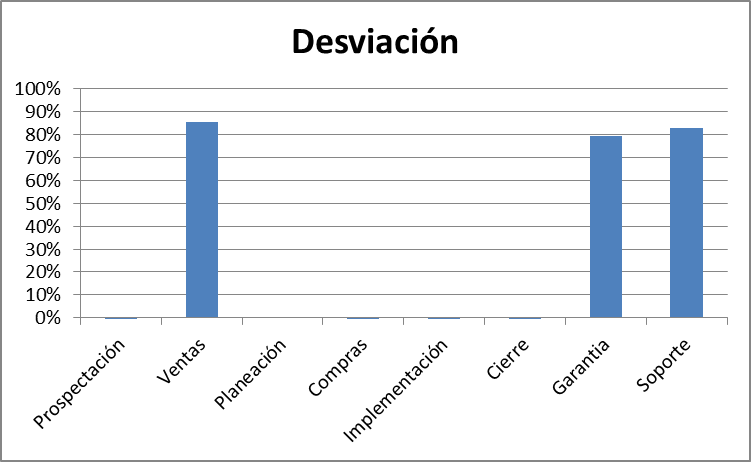 Desviación
100%
90%
80%
70%
60%
50%
40%
30%
20%
10%
0%
Prospectación
Ventas
Planeación
Compras
Implementación
Cierre
Garantia
Soporte